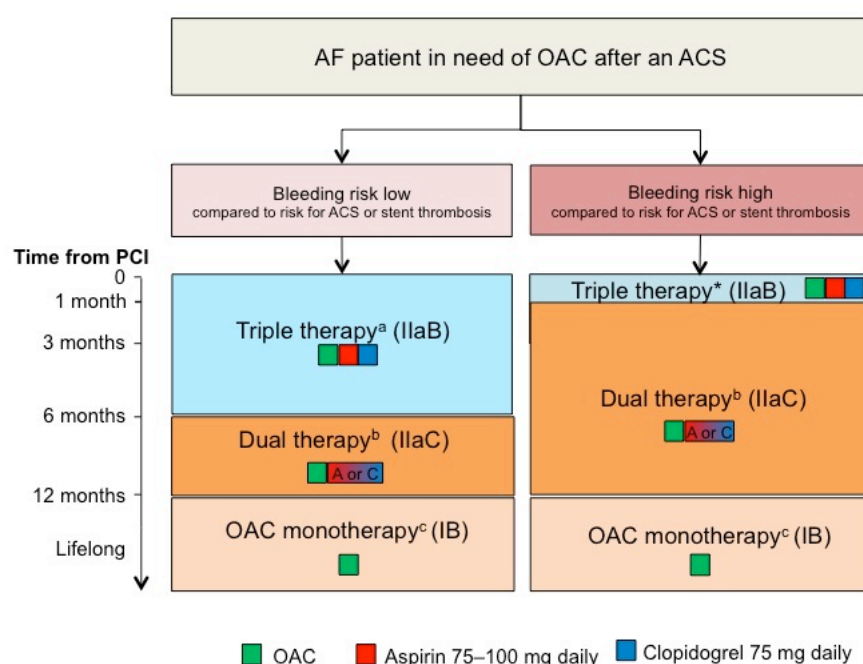 AF patient in need of OAC after an ACS
Bleeding risk low
compared to risk for ACS or stent thrombosis
Bleeding risk high
compared to risk for ACS or stent thrombosis
Time from PCI
0
1 month
3 months
6 months
12 months
Lifelong
Triple therapyᵃ (IIaB)
Dual therapyᵇ (IIaC)
A or C
OAC monotherapyᶜ (IB)
Triple therapy* (IIaB)
Dual therapyᵇ (IIaC)
A or C
OAC monotherapyᶜ (IB)
OAC
Aspirin 75–100 mg daily
Clopidogrel 75 mg daily